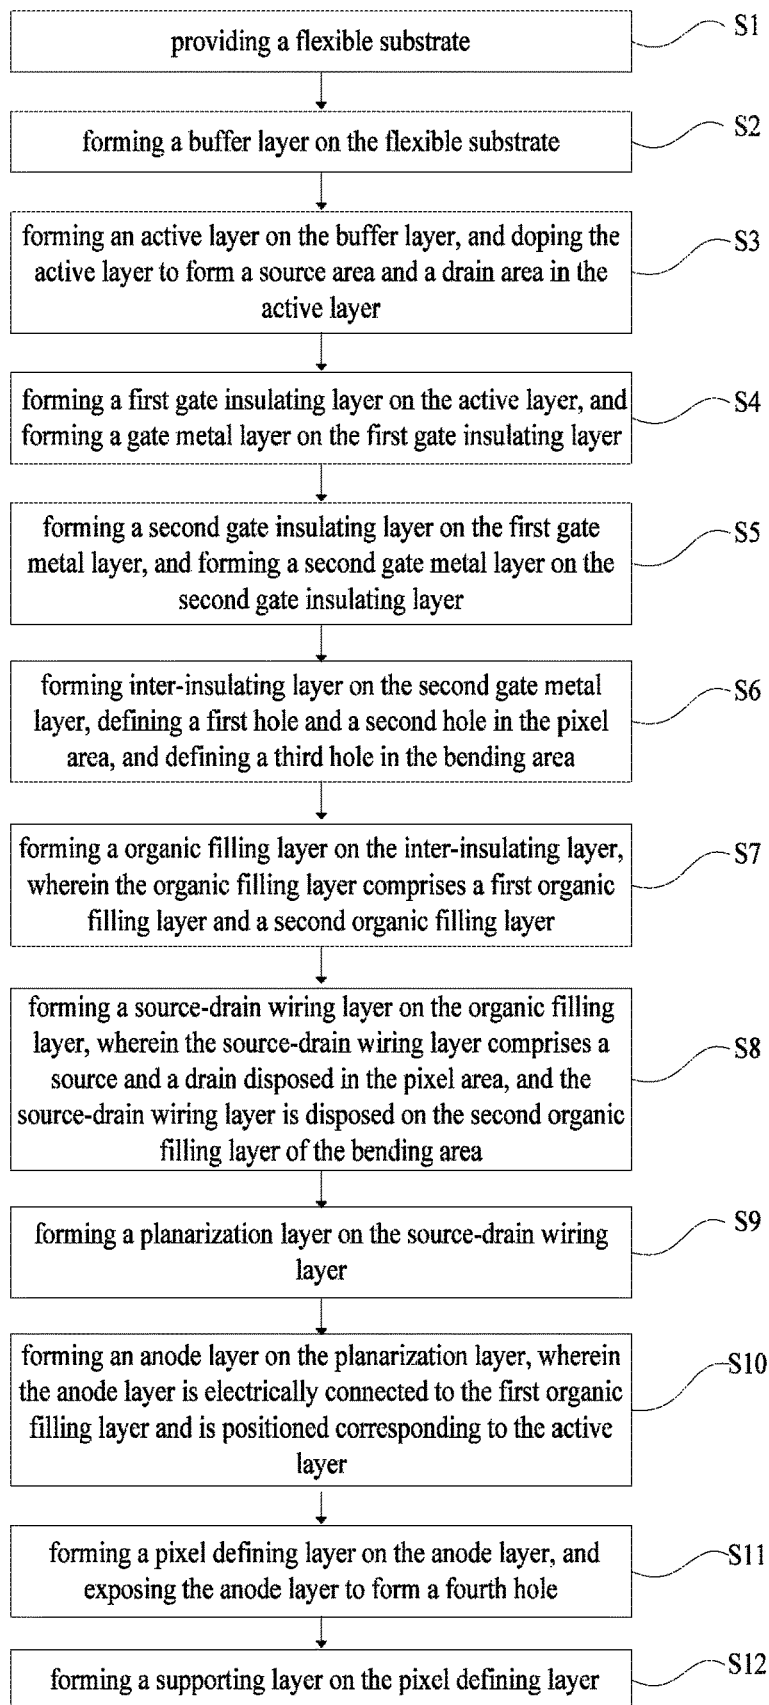 providing a flexible substrate
S1
forming a buffer layer on the flexible substrate
S2
forming an active layer on the buffer layer, and doping the
active layer to form a source area and a drain area in the
active layer
S3
forming a first gate insulating layer on the active layer, and
forming a gate metal layer on the first gate insulating layer
S4
forming a second gate insulating layer on the first gate
metal layer, and forming a second gate metal layer on the
second gate insulating layer
S5
forming inter-insulating layer on the second gate metal
layer, defining a first hole and a second hole in the pixel
area, and defining a third hole in the bending area
S6
forming a organic filling layer on the inter-insulating layer,
wherein the organic filling layer comprises a first organic
filling layer and a second organic filling layer
S7
forming a source-drain wiring layer on the organic filling
layer, wherein the source-drain wiring layer comprises a
source and a drain disposed in the pixel area, and the
source-drain wiring layer is disposed on the second organic
filling layer of the bending area
S8
forming a planarization layer on the source-drain wiring
layer
S9
forming an anode layer on the planarization layer, wherein
the anode layer is electrically connected to the first organic
filling layer and is positioned corresponding to the active
layer
S10
forming a pixel defining layer on the anode layer, and
exposing the anode layer to form a fourth hole
S11
forming a supporting layer on the pixel defining layer
S12